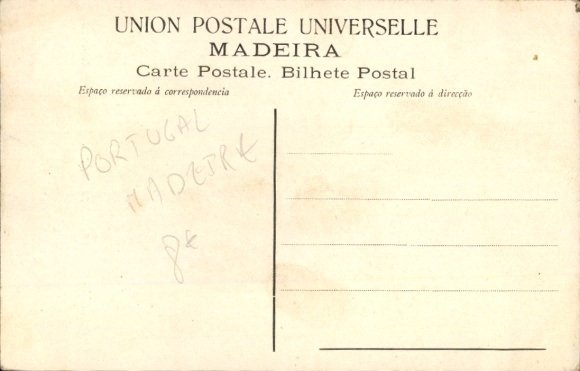 UNION POSTALE UNIVERSELLE
MADEIRA
Carte Postale. Bilhete Postal
Espaço reservado á correspondencia
Espaço reservado á direcção
PORTUGAL
MADEIRA
8€